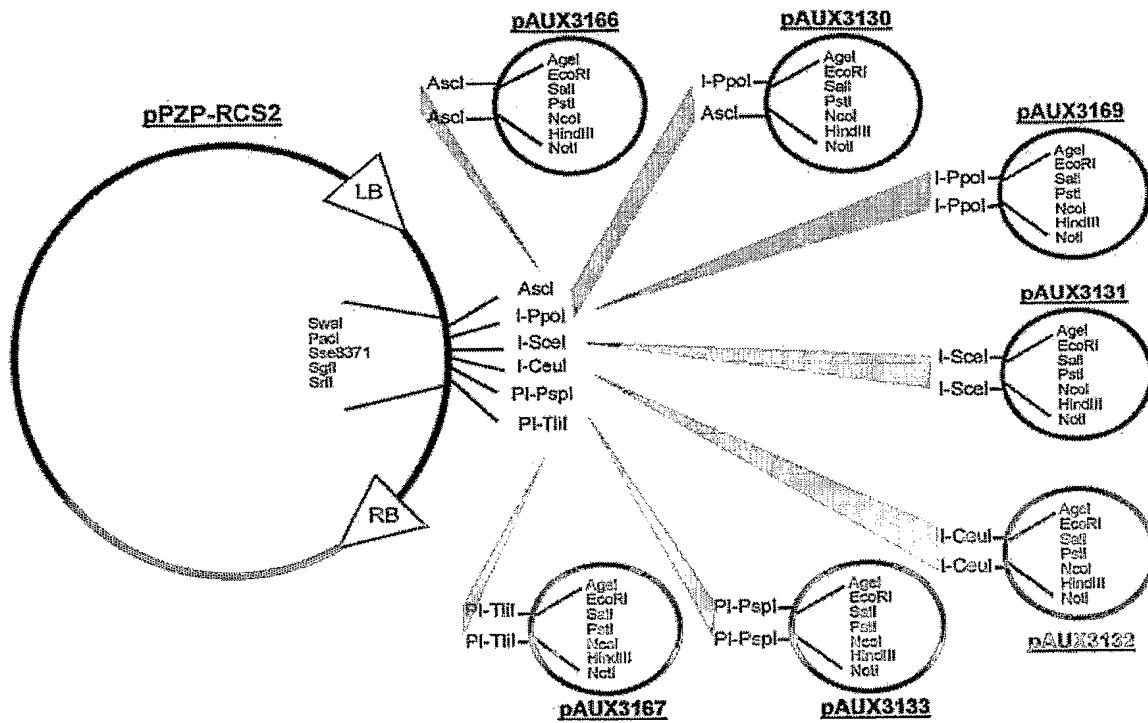 pPZP-RCS2
LB
RB
SwaI
PacI
Sse8371
SgfI
SrfI
AscI
I-PpoI
I-SceI
I-CeuI
PI-PspI
PI-TliI
pAUX3166
AscI
AscI
AgeI
EcoRI
SalI
PstI
NcoI
HindIII
NotI
pAUX3130
I-PpoI
AscI
AgeI
EcoRI
SalI
PstI
NcoI
HindIII
NotI
pAUX3169
I-PpoI
I-PpoI
AgeI
EcoRI
SalI
PstI
NcoI
HindIII
NotI
pAUX3131
I-SceI
I-SceI
AgeI
EcoRI
SalI
PstI
NcoI
HindIII
NotI
I-CeuI
I-CeuI
AgeI
EcoRI
SalI
PstI
NcoI
HindIII
NotI
pAUX3132
PI-PspI
PI-PspI
AgeI
EcoRI
SalI
PstI
NcoI
HindIII
NotI
pAUX3133
PI-TliI
PI-TliI
AgeI
EcoRI
SalI
PstI
NcoI
HindIII
NotI
pAUX3167